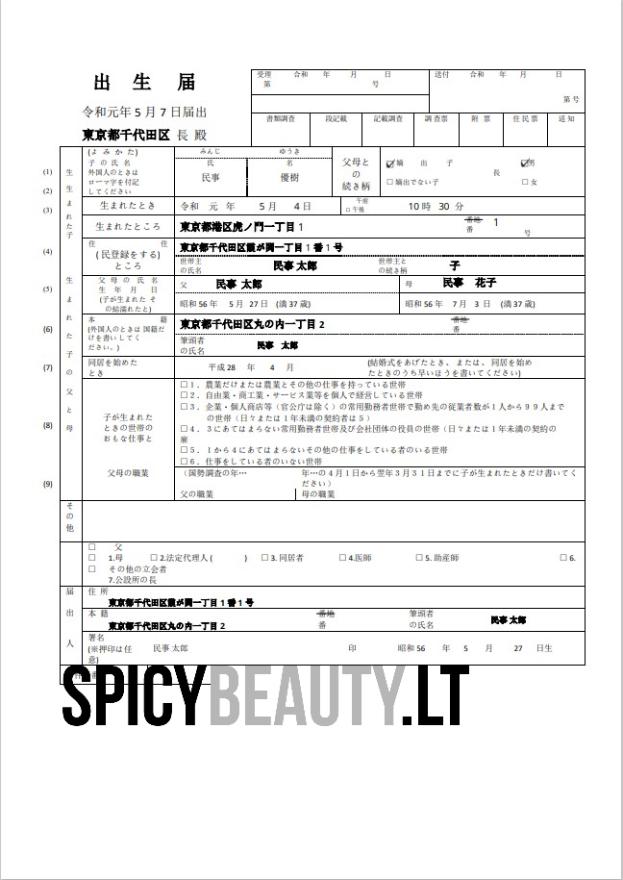 出 生 届
令和元年 5 月 7 日届出
東京都千代田区 長 殿
受理 令和 年 月 日
第 号
送付 令和 年 月 日
第 号
書類調査 戸籍記載 記載調査 調 査 票 附 票 住 民 票 通 知
(1)
(2)
(3)
(4)
(5)
(6)
(7)
(8)
(9)
生 生 ま れ た 子
(よ み か た)
子 の 氏 名
外国人のときは
ローマ字を付記
してください
みんじ ゆうき
氏 名
民事 優樹
父母と
の
続き柄
☑ 嫡 出 子
□ 嫡出でない子
長
☑男
□ 女
生まれたとき
令和 元 年 5 月 4 日
午前
□ 午後
10 時 30 分
生まれたところ
東京都港区虎ノ門一丁目 1
番地
番 1
号
住 住
( 民登録をする)
ところ
東京都千代田区霞が関一丁目 1 番 1 号
世帯主
の氏名
民事 太郎
世帯主と
の続き柄
子
生 ま れ た 子 の 父 と 母
父 母 の 氏 名
生 年 月 日
(子が生まれた そ
の結満れたと)
父 民事 太郎
母 民事 花子
昭和 56 年 5 月 27 日 (満 37 歳)
昭和 56 年 7 月 3 日 (満 37 歳)
本 籍
(外国人のときは 国籍だ
けを書いしてく
ださい。)
東京都千代田区丸の内一丁目 2
番地
番
筆頭者
の氏名
民事 太郎
同居を始めた
とき
平成 28 年 4 月
(結婚式をあげたとき、または、同居を始め
たときのうち早いほうを書いてください)
子が生まれた
ときの世帯の
おもな仕事と
□ 1．農業だけまたは農業とその他の仕事を持っている世帯
□ 2．自由業・商工業・サービス業等を個人で経営している世帯
□ 3．企業・個人商店等（官公庁は除く）の常用勤務者世帯で勤め先の従業者数が1人から99人まで
の世帯（日々または1年未満の契約者は５）
□ 4．３にあてはまらない常用勤務者世帯及び会社団体の役員の世帯（日々または1年未満の契約の
雇
□ 5．1から4にあてはまらないその他の仕事をしている者のいる世帯
□ 6．仕事をしている者のいない世帯
父母の職業
（国勢調査の年… 年…の４月１日から翌年３月３１日までに子が生まれたときだけ書いてく
ださい）
父の職業 母の職業
そ
の
他
□ 父
□ 1.母 □ 2.法定代理人 ( ) □ 3. 同居者 □ 4.医師 □ 5. 助産師 □ 6.
□ その他の立会者
7.公設所の長
届 出 人
住 所
東京都千代田区霞が関一丁目 1 番 1 号
本 籍
東京都千代田区丸の内一丁目 2
番地
番
筆頭者
の氏名
民事 太郎
署名
(※押印は任
意)
民事 太郎 印 昭和 56 年 5 月 27 日生
SPICYBEAUTY.LT